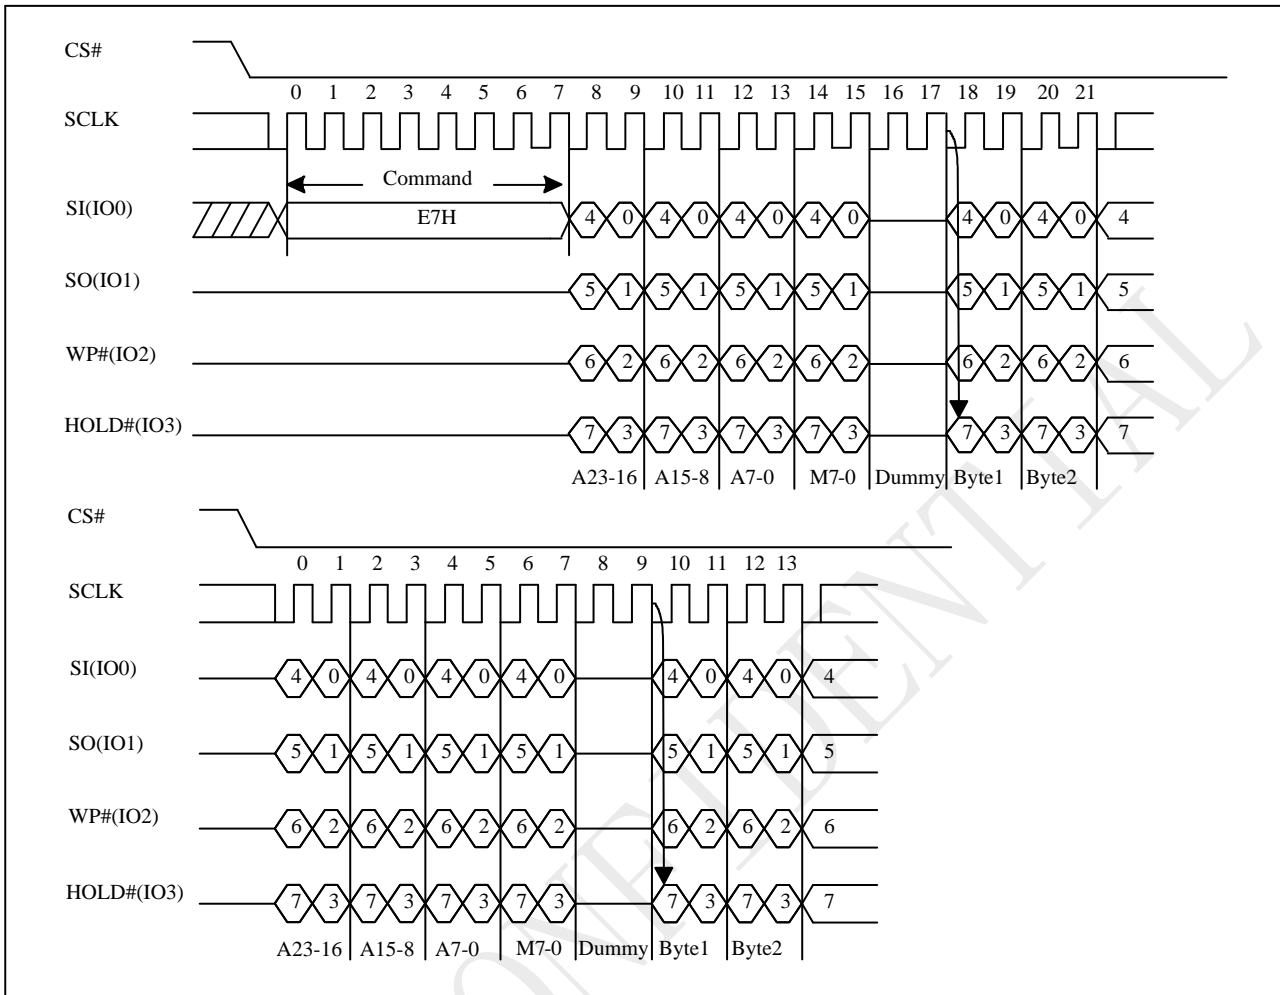 CS#
0 1 2 3 4 5 6 7 8 9 10 11 12 13 14 15 16 17 18 19 20 21
SCLK
Command
SI(IO0) E7H 4 0 4 0 4 0 4 0 4 0 4 0 4
SO(IO1) 5 1 5 1 5 1 5 1 5 1 5 1 5
WP#(IO2) 6 2 6 2 6 2 6 2 6 2 6 2 6
HOLD#(IO3) 7 3 7 3 7 3 7 3 7 3 7 3 7
A23-16 A15-8 A7-0 M7-0 Dummy Byte1 Byte2
CS#
0 1 2 3 4 5 6 7 8 9 10 11 12 13
SCLK
SI(IO0) 4 0 4 0 4 0 4 0 4 0 4 0 4
SO(IO1) 5 1 5 1 5 1 5 1 5 1 5 1 5
WP#(IO2) 6 2 6 2 6 2 6 2 6 2 6 2 6
HOLD#(IO3) 7 3 7 3 7 3 7 3 7 3 7 3 7
A23-16 A15-8 A7-0 M7-0 Dummy Byte1 Byte2
ONFIDENTIAL